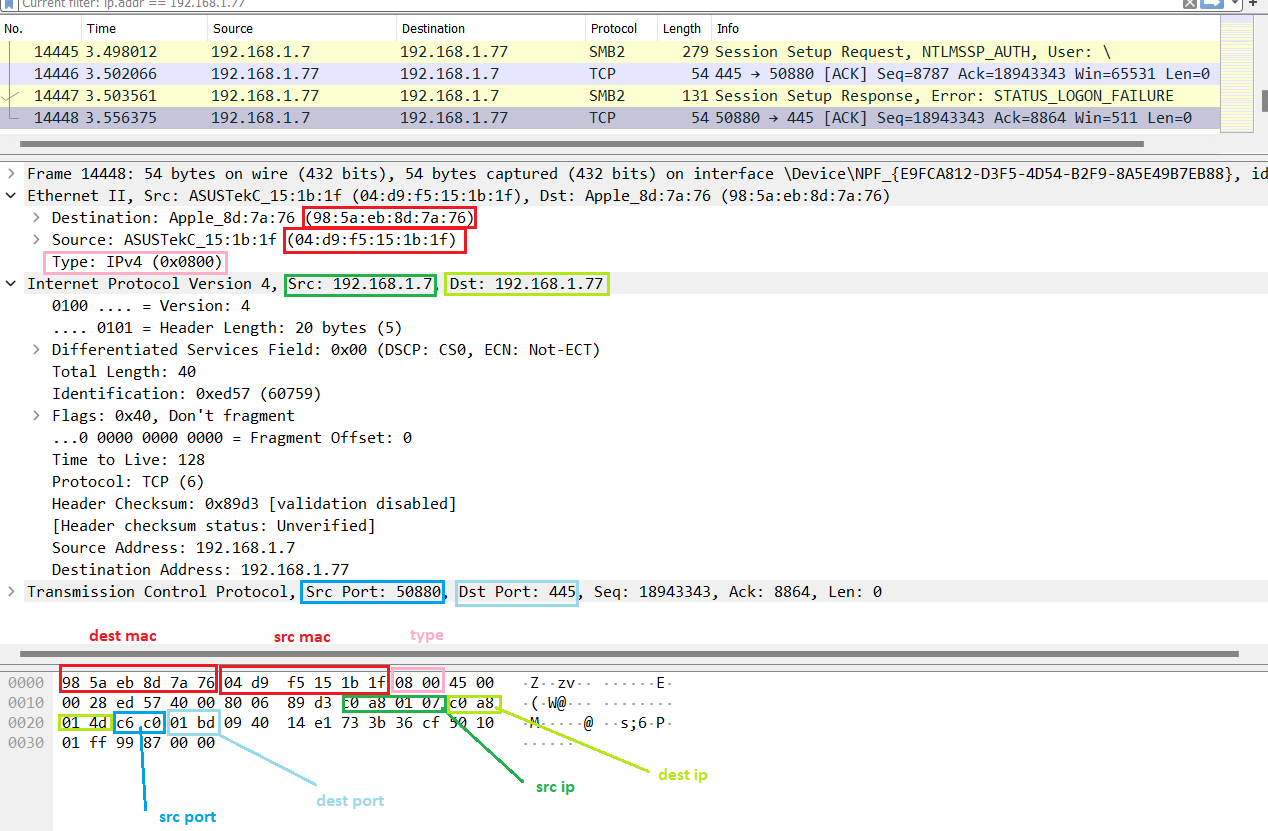 Current filter: ip.addr == 192.168.1.77
No. Time Source Destination Protocol Length Info
14445 3.498012 192.168.1.7 192.168.1.77 SMB2 279 Session Setup Request, NTLMSSP_AUTH, User: \
14446 3.502066 192.168.1.77 192.168.1.7 TCP 54 445 → 50880 [ACK] Seq=8787 Ack=18943343 Win=65531 Len=0
14447 3.503561 192.168.1.77 192.168.1.7 SMB2 131 Session Setup Response, Error: STATUS_LOGON_FAILURE
14448 3.556375 192.168.1.7 192.168.1.77 TCP 54 50880 → 445 [ACK] Seq=18943343 Ack=8864 Win=511 Len=0
Frame 14448: 54 bytes on wire (432 bits), 54 bytes captured (432 bits) on interface \Device\NPF_{E9FCA812-D3F5-4D54-B2F9-8A5E49B7EB88}, id
Ethernet II, Src: ASUSTekC_15:1b:1f (04:d9:f5:15:1b:1f), Dst: Apple_8d:7a:76 (98:5a:eb:8d:7a:76)
Destination: Apple_8d:7a:76 (98:5a:eb:8d:7a:76)
Source: ASUSTekC_15:1b:1f (04:d9:f5:15:1b:1f)
Type: IPv4 (0x0800)
Internet Protocol Version 4, Src: 192.168.1.7, Dst: 192.168.1.77
0100 .... = Version: 4
.... 0101 = Header Length: 20 bytes (5)
Differentiated Services Field: 0x00 (DSCP: CS0, ECN: Not-ECT)
Total Length: 40
Identification: 0xed57 (60759)
Flags: 0x40, Don't fragment
...0 0000 0000 0000 = Fragment Offset: 0
Time to Live: 128
Protocol: TCP (6)
Header Checksum: 0x89d3 [validation disabled]
[Header checksum status: Unverified]
Source Address: 192.168.1.7
Destination Address: 192.168.1.77
Transmission Control Protocol, Src Port: 50880, Dst Port: 445, Seq: 18943343, Ack: 8864, Len: 0
dest mac src mac type
0000 98 5a eb 8d 7a 76 04 d9 f5 15 1b 1f 08 00 45 00 ·Z··zv·· ······E·
0010 00 28 ed 57 40 00 80 06 89 d3 c0 a8 01 07 c0 a8 ·(·W@··· ········
0020 01 4d c6 c0 01 bd 09 40 14 e1 73 3b 36 cf 50 10 ·M·····@ ··s;6·P·
0030 01 ff 99 87 00 00 ······
dest ip
src ip
dest port
src port